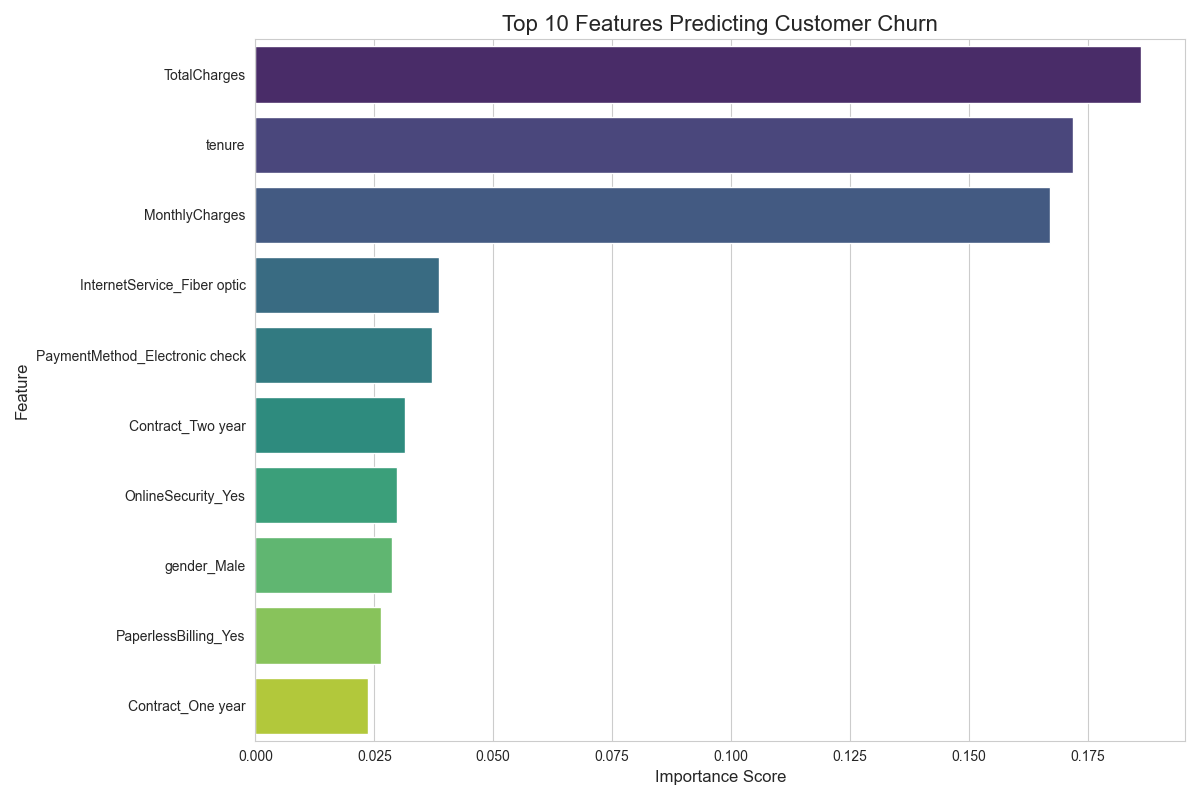 Top 10 Features Predicting Customer Churn
Feature
TotalCharges
tenure
MonthlyCharges
InternetService_Fiber optic
PaymentMethod_Electronic check
Contract_Two year
OnlineSecurity_Yes
gender_Male
PaperlessBilling_Yes
Contract_One year
0.000 0.025 0.050 0.075 0.100 0.125 0.150 0.175
Importance Score